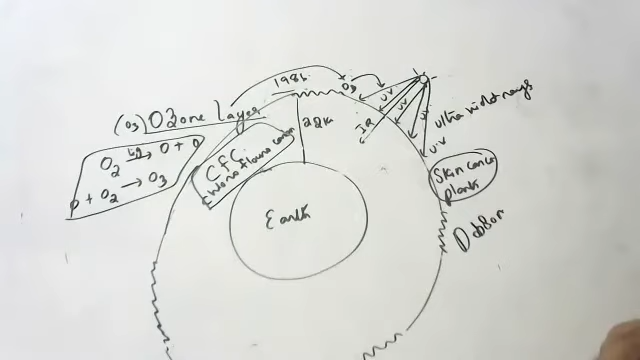 1986
(O3) Ozone Layer
O3
UV
UV
UV
UV
IR
ultra violet rays
O2 → O + O
O + O2 → O3
CFC
22K
Skin cancer
Plants
Earth
Dobson